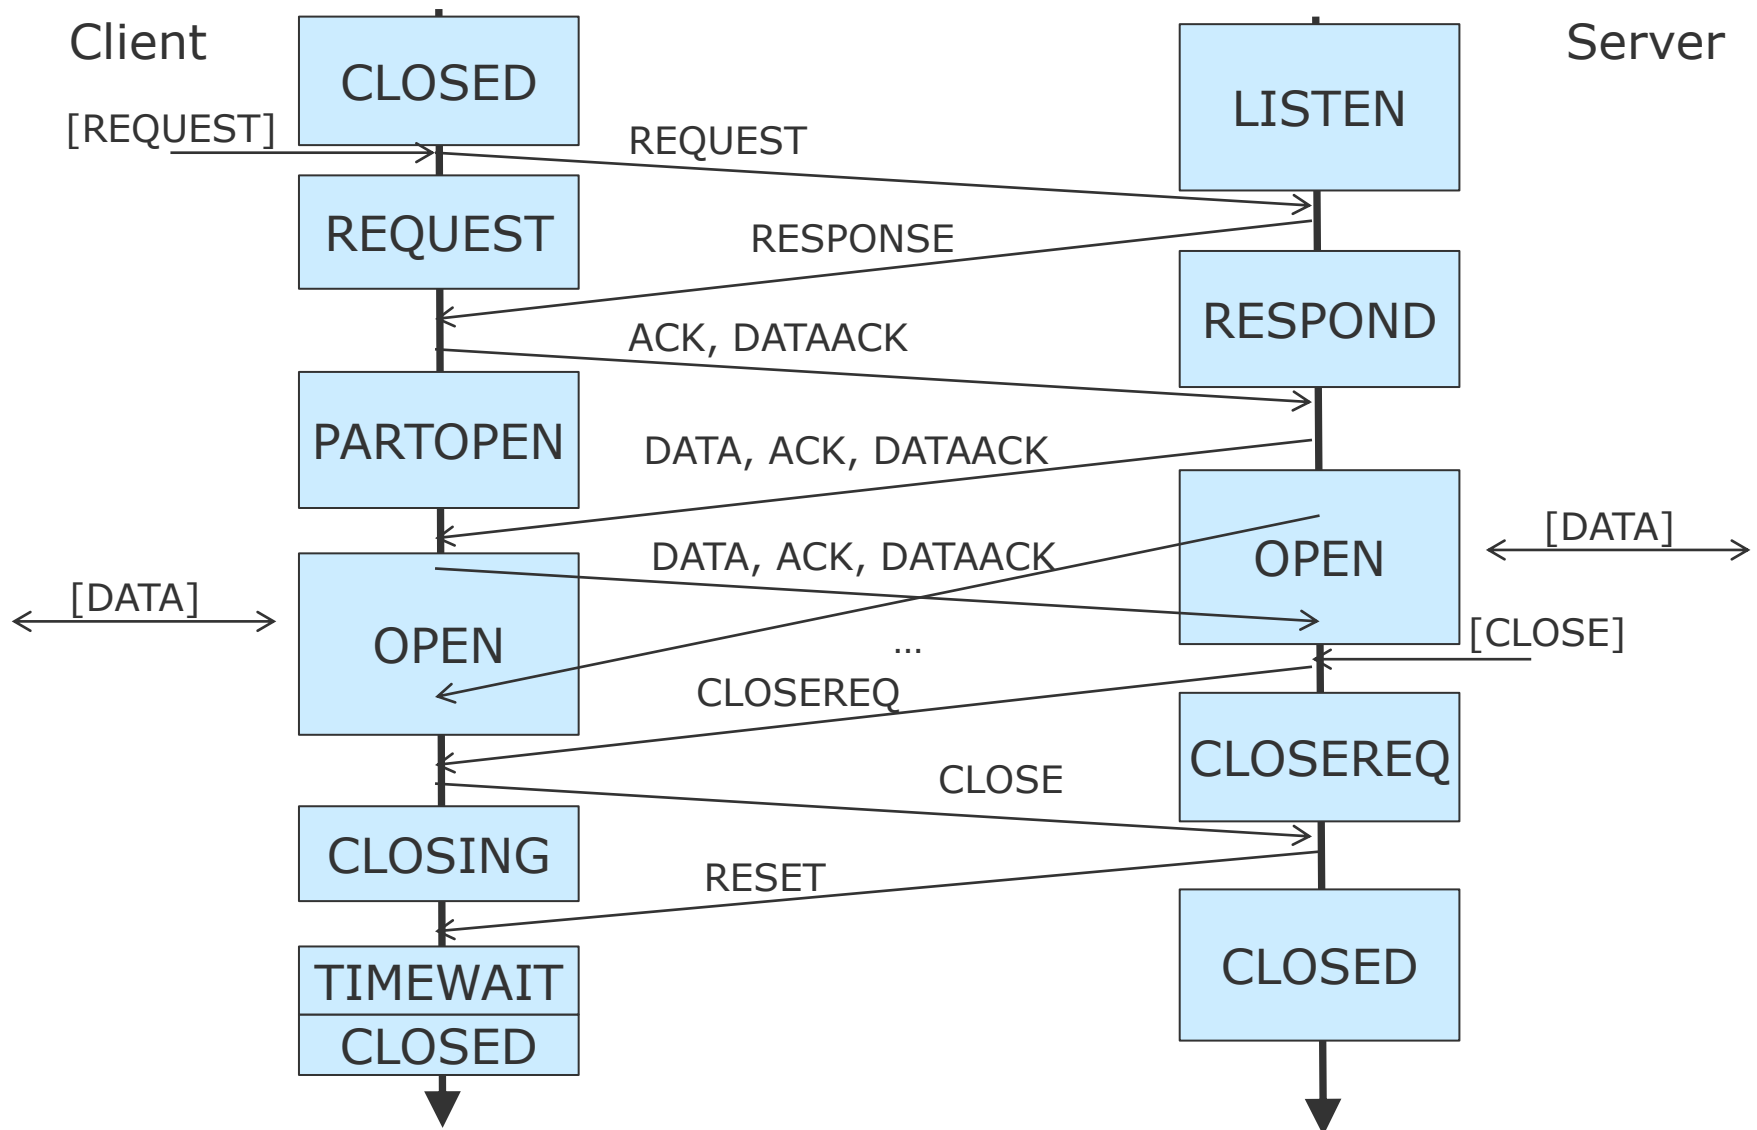 Client
Server
CLOSED
LISTEN
[REQUEST]
REQUEST
REQUEST
RESPONSE
RESPOND
ACK, DATAACK
PARTOPEN
DATA, ACK, DATAACK
[DATA]
DATA, ACK, DATAACK
OPEN
[DATA]
OPEN
...
[CLOSE]
CLOSEREQ
CLOSEREQ
CLOSE
CLOSING
RESET
TIMEWAIT
CLOSED
CLOSED